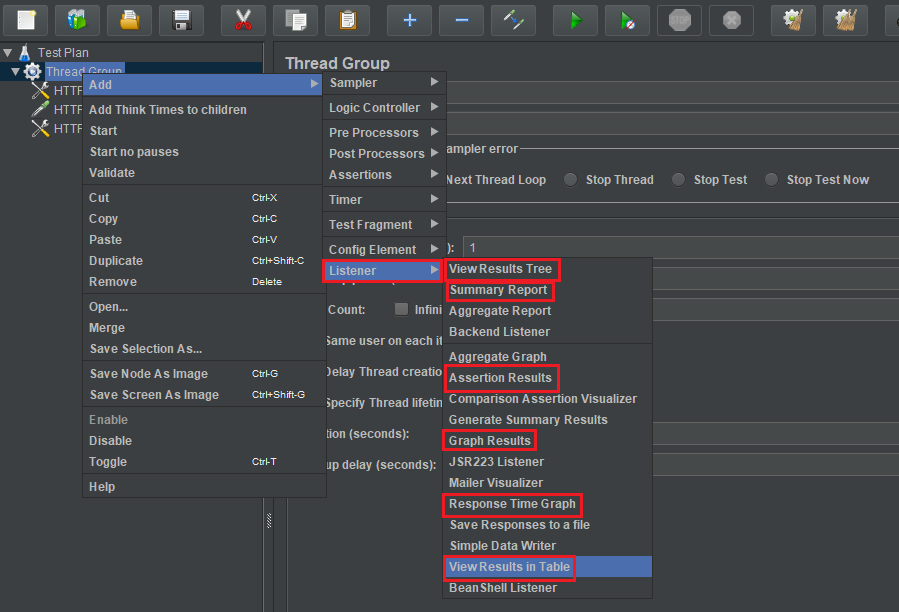 STOP
Test Plan
Thread Group
HTTP
HTTP
HTTP
Thread Group
ampler error
Next Thread Loop
Stop Thread
Stop Test
Stop Test Now
): 1
Count:
Infini
Same user on each it
Delay Thread creatio
Specify Thread lifetin
tion (seconds):
up delay (seconds):
Add
Add Think Times to children
Start
Start no pauses
Validate
Cut Ctrl-X
Copy Ctrl-C
Paste Ctrl-V
Duplicate Ctrl+Shift-C
Remove Delete
Open...
Merge
Save Selection As...
Save Node As Image Ctrl-G
Save Screen As Image Ctrl+Shift-G
Enable
Disable
Toggle Ctrl-T
Help
Sampler
Logic Controller
Pre Processors
Post Processors
Assertions
Timer
Test Fragment
Config Element
Listener
View Results Tree
Summary Report
Aggregate Report
Backend Listener
Aggregate Graph
Assertion Results
Comparison Assertion Visualizer
Generate Summary Results
Graph Results
JSR223 Listener
Mailer Visualizer
Response Time Graph
Save Responses to a file
Simple Data Writer
View Results in Table
BeanShell Listener